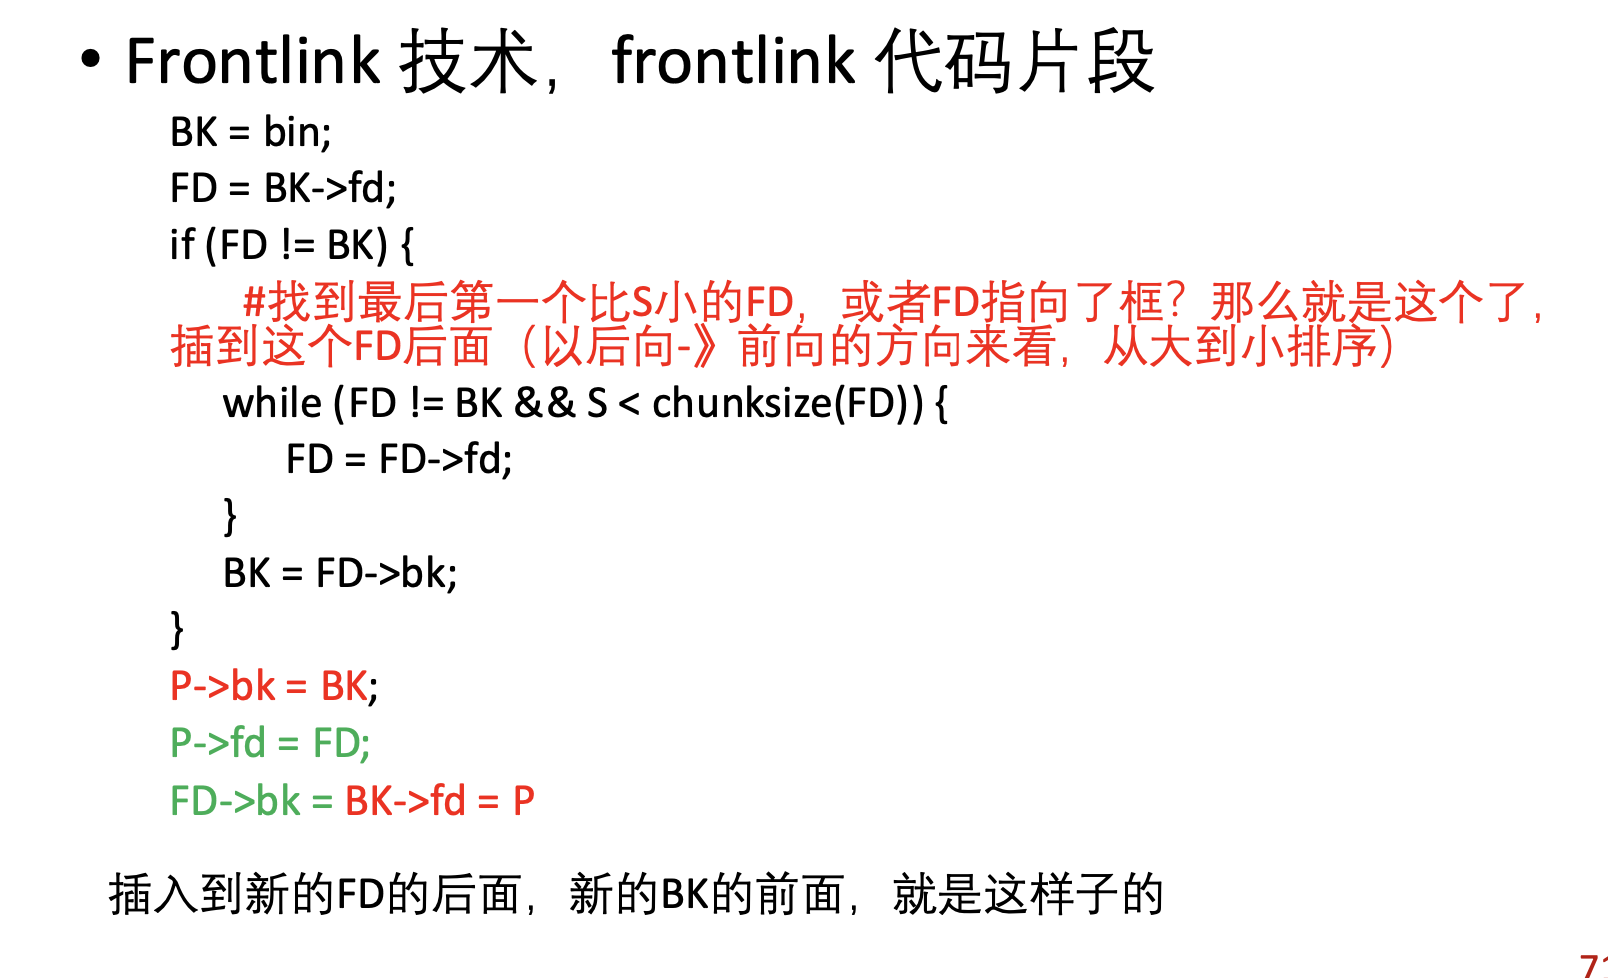 • Frontlink 技术，frontlink 代码片段
BK = bin;
FD = BK->fd;
if (FD != BK) {
#找到最后第一个比S小的FD，或者FD指向了框？那么就是这个了，
插到这个FD后面（以后向-》前向的方向来看，从大到小排序）
while (FD != BK && S < chunksize(FD)) {
FD = FD->fd;
}
BK = FD->bk;
}
P->bk = BK;
P->fd = FD;
FD->bk = BK->fd = P
插入到新的FD的后面，新的BK的前面，就是这样子的